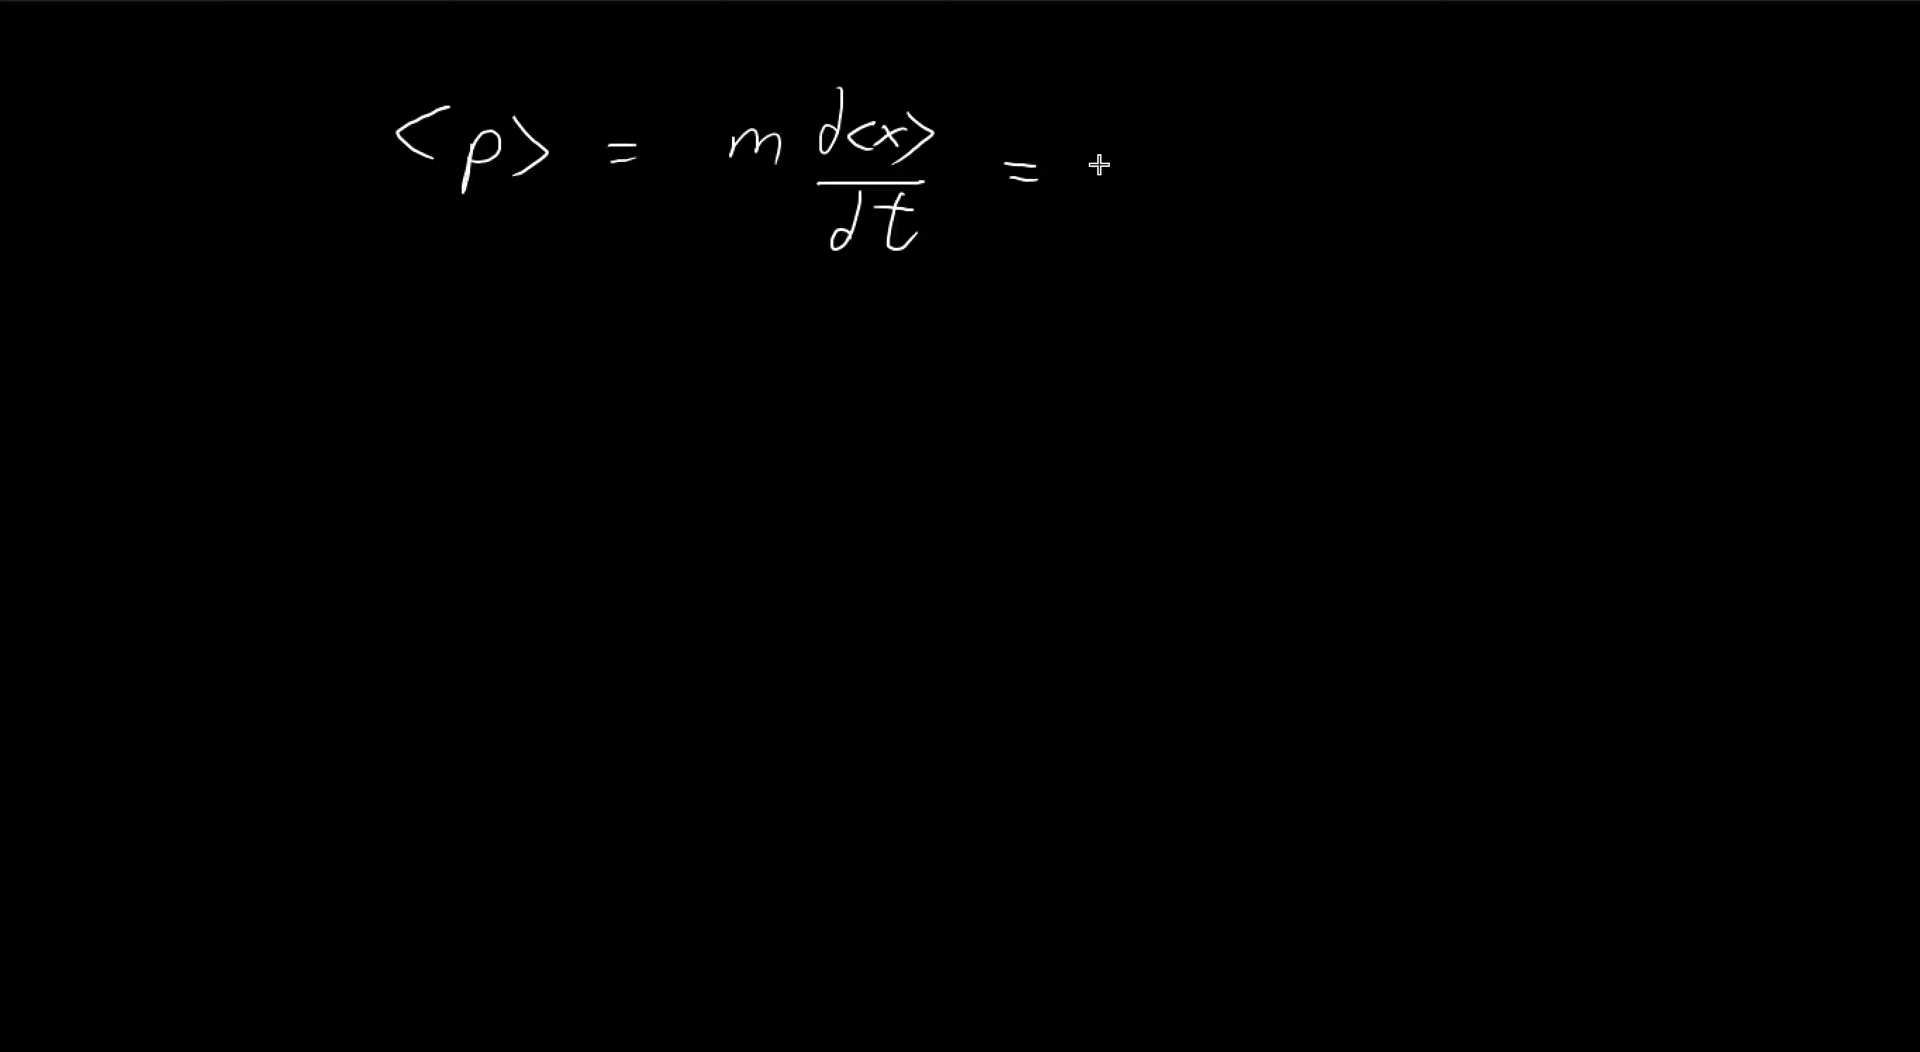 <p> = m d<x>/dt =